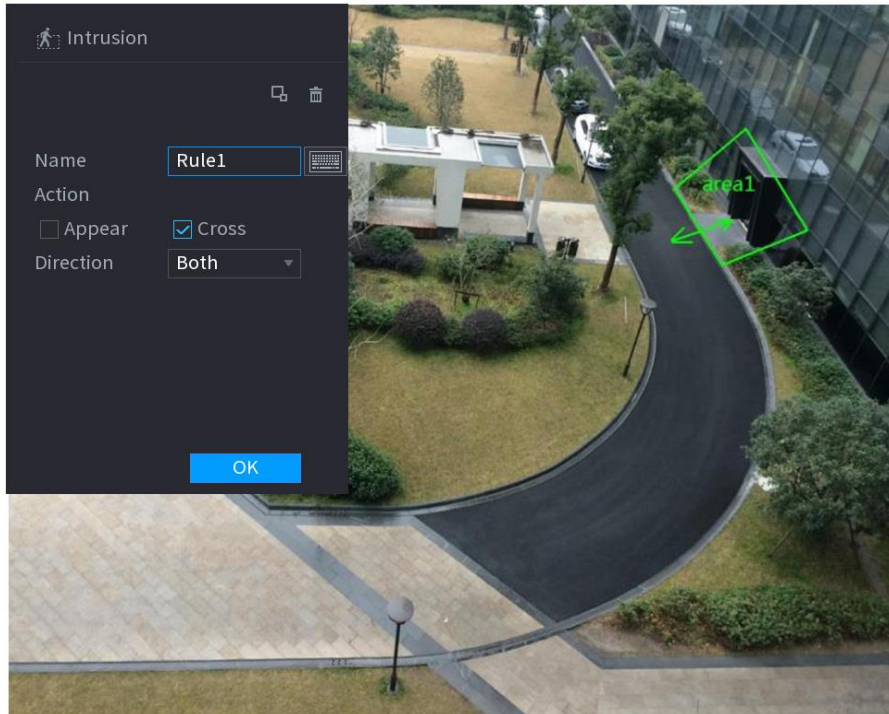 Intrusion
Name Rule1
Action
Appear Cross
Direction Both
OK
area1